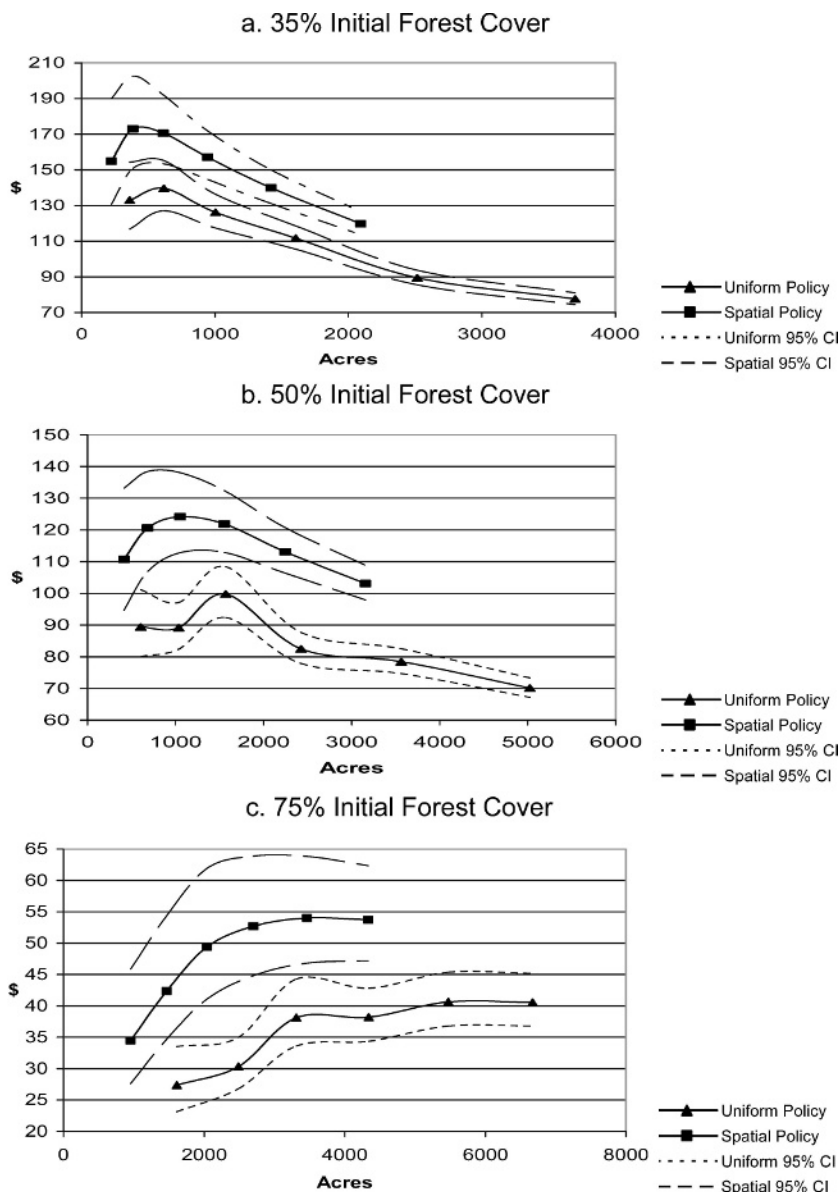 a. 35% Initial Forest Cover
210
190
170
150
130
110
90
70
$
0 1000 2000 3000 4000
Acres
Uniform Policy
Spatial Policy
Uniform 95% CI
Spatial 95% CI
b. 50% Initial Forest Cover
150
140
130
120
110
100
90
80
70
60
$
0 1000 2000 3000 4000 5000 6000
Acres
Uniform Policy
Spatial Policy
Uniform 95% CI
Spatial 95% CI
c. 75% Initial Forest Cover
65
60
55
50
45
40
35
30
25
20
$
0 2000 4000 6000 8000
Acres
Uniform Policy
Spatial Policy
Uniform 95% CI
Spatial 95% CI